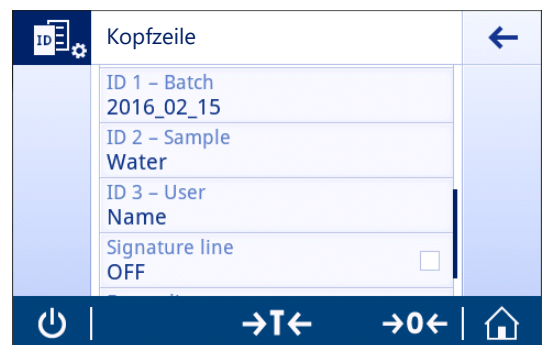 ID
Kopfzeile
ID 1 – Batch
2016_02_15
ID 2 – Sample
Water
ID 3 – User
Name
Signature line
OFF
→T← →0←